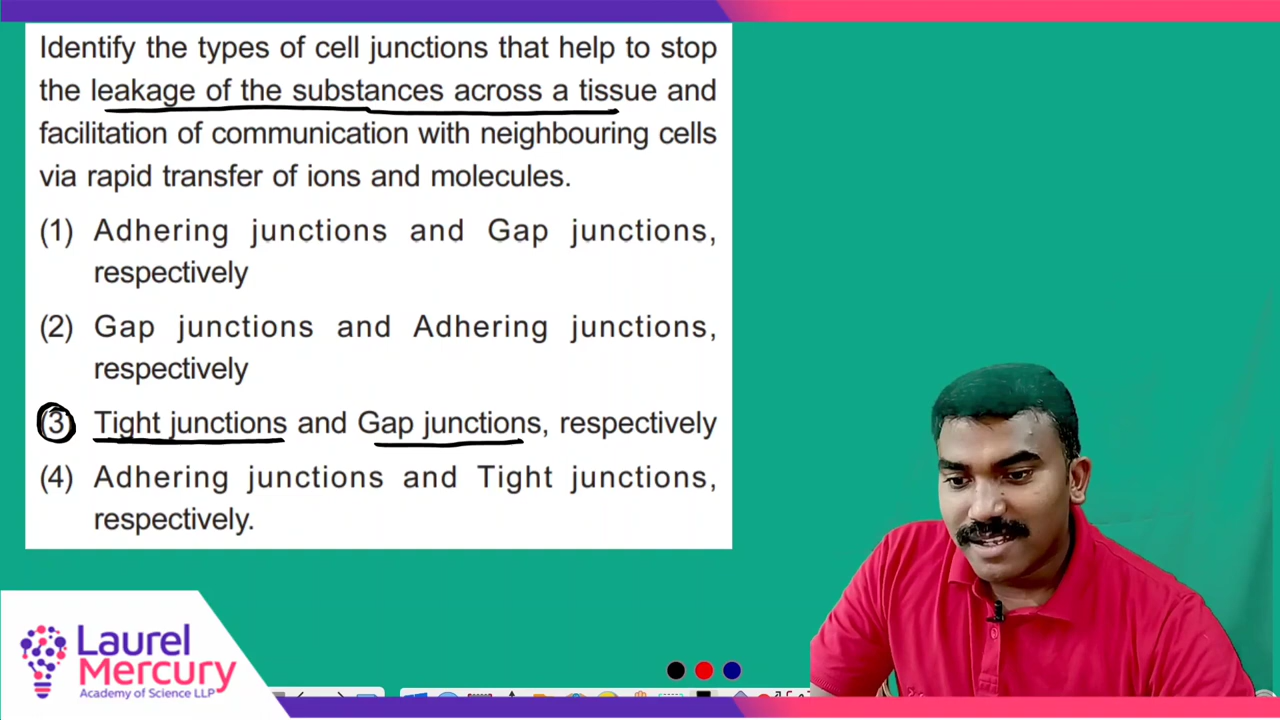 Identify the types of cell junctions that help to stop
the leakage of the substances across a tissue and
facilitation of communication with neighbouring cells
via rapid transfer of ions and molecules.
(1) Adhering junctions and Gap junctions,
respectively
(2) Gap junctions and Adhering junctions,
respectively
(3) Tight junctions and Gap junctions, respectively
(4) Adhering junctions and Tight junctions,
respectively.
Laurel
Mercury
Academy of Science LLP